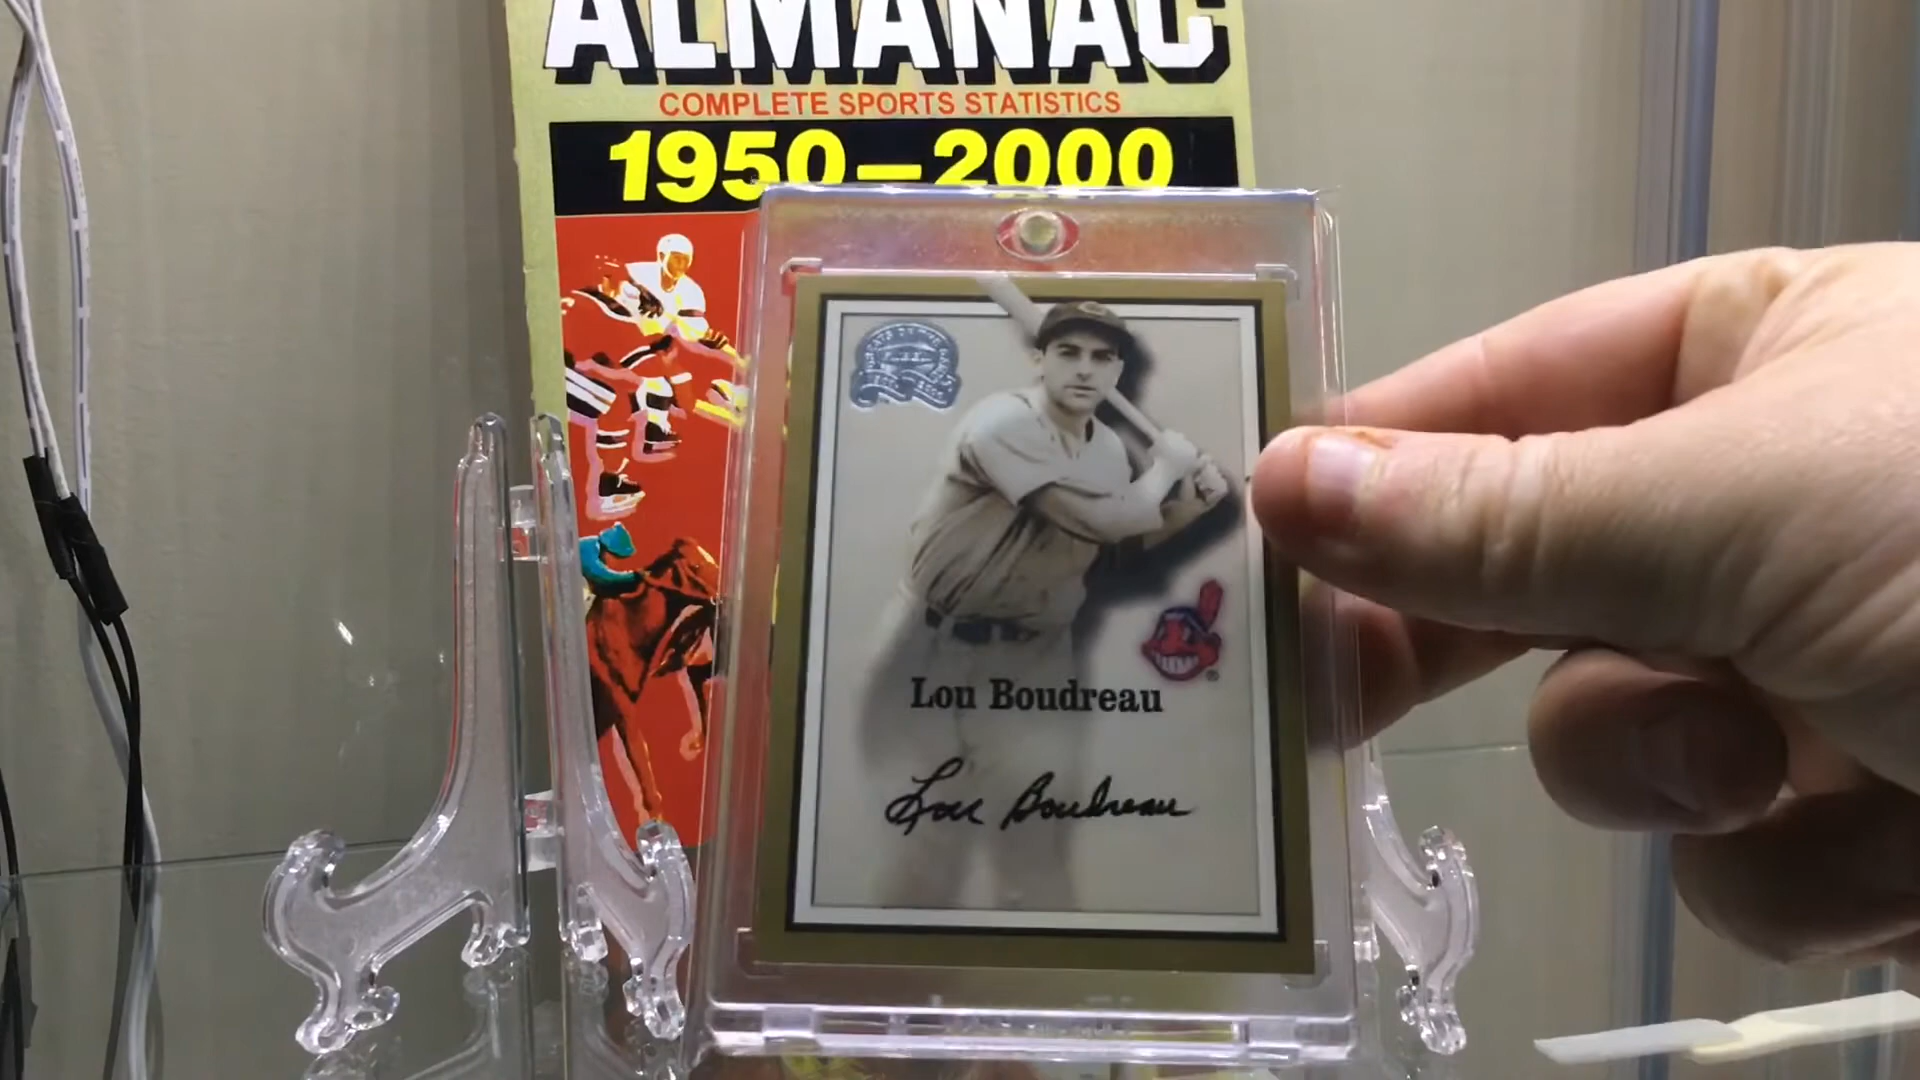 ALMANAC
COMPLETE SPORTS STATISTICS
1950-2000
Lou Boudreau
Lou Boudreau
®